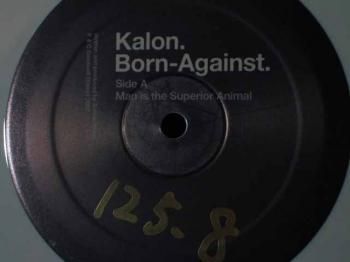 Kalon.
Born-Against.
Side A
Man is the Superior Animal
125.8